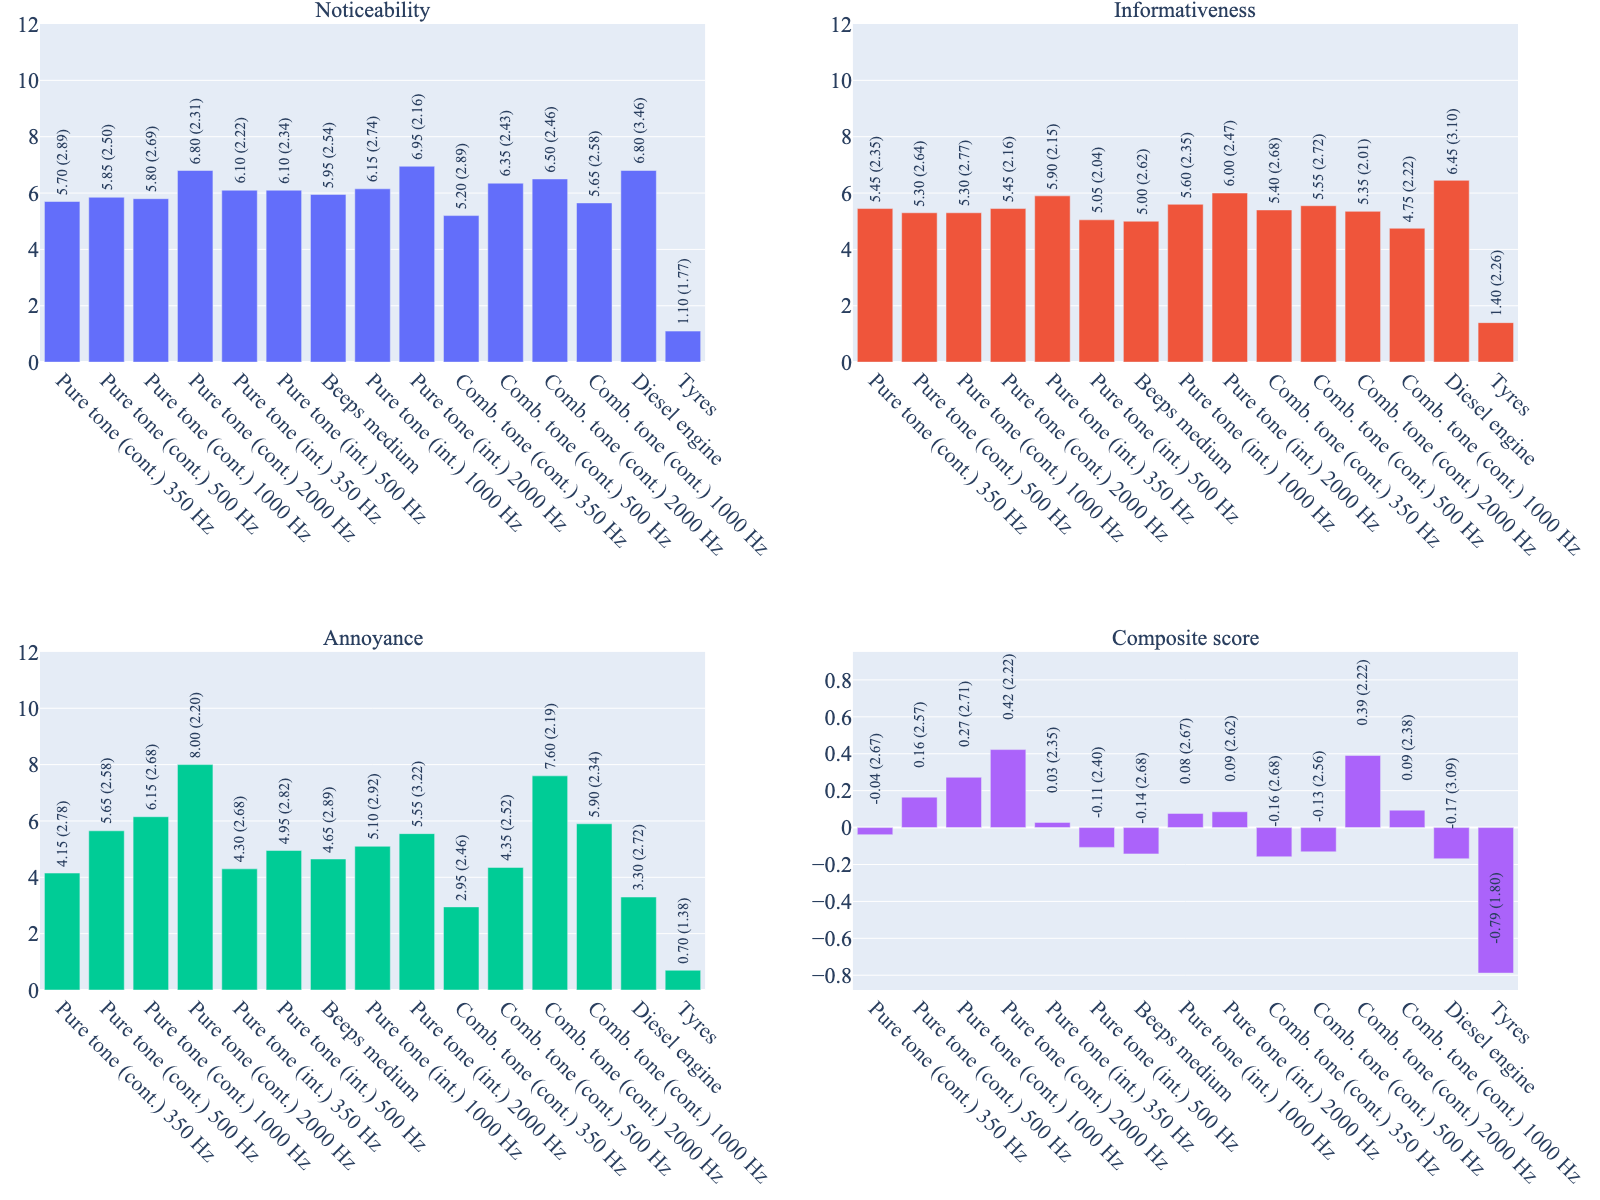 Noticeability
12
10
8
6
4
2
0
5.70 (2.89)
5.85 (2.50)
5.80 (2.69)
6.80 (2.31)
6.10 (2.22)
6.10 (2.34)
5.95 (2.54)
6.15 (2.74)
6.95 (2.16)
5.20 (2.89)
6.35 (2.43)
6.50 (2.46)
5.65 (2.58)
6.80 (3.46)
1.10 (1.77)
Pure tone (cont.) 350 Hz
Pure tone (cont.) 500 Hz
Pure tone (cont.) 1000 Hz
Pure tone (cont.) 2000 Hz
Pure tone (int.) 350 Hz
Pure tone (int.) 500 Hz
Beeps medium
Pure tone (int.) 1000 Hz
Pure tone (int.) 2000 Hz
Comb. tone (cont.) 350 Hz
Comb. tone (cont.) 500 Hz
Comb. tone (cont.) 2000 Hz
Comb. tone (cont.) 1000 Hz
Diesel engine
Tyres
Informativeness
12
10
8
6
4
2
0
5.45 (2.35)
5.30 (2.64)
5.30 (2.77)
5.45 (2.16)
5.90 (2.15)
5.05 (2.04)
5.00 (2.62)
5.60 (2.35)
6.00 (2.47)
5.40 (2.68)
5.55 (2.72)
5.35 (2.01)
4.75 (2.22)
6.45 (3.10)
1.40 (2.26)
Pure tone (cont.) 350 Hz
Pure tone (cont.) 500 Hz
Pure tone (cont.) 1000 Hz
Pure tone (cont.) 2000 Hz
Pure tone (int.) 350 Hz
Pure tone (int.) 500 Hz
Beeps medium
Pure tone (int.) 1000 Hz
Pure tone (int.) 2000 Hz
Comb. tone (cont.) 350 Hz
Comb. tone (cont.) 500 Hz
Comb. tone (cont.) 2000 Hz
Comb. tone (cont.) 1000 Hz
Diesel engine
Tyres
Annoyance
12
10
8
6
4
2
0
4.15 (2.78)
5.65 (2.58)
6.15 (2.68)
8.00 (2.20)
4.30 (2.68)
4.95 (2.82)
4.65 (2.89)
5.10 (2.92)
5.55 (3.22)
2.95 (2.46)
4.35 (2.52)
7.60 (2.19)
5.90 (2.34)
3.30 (2.72)
0.70 (1.38)
Pure tone (cont.) 350 Hz
Pure tone (cont.) 500 Hz
Pure tone (cont.) 1000 Hz
Pure tone (cont.) 2000 Hz
Pure tone (int.) 350 Hz
Pure tone (int.) 500 Hz
Beeps medium
Pure tone (int.) 1000 Hz
Pure tone (int.) 2000 Hz
Comb. tone (cont.) 350 Hz
Comb. tone (cont.) 500 Hz
Comb. tone (cont.) 2000 Hz
Comb. tone (cont.) 1000 Hz
Diesel engine
Tyres
Composite score
0.8
0.6
0.4
0.2
0
−0.2
−0.4
−0.6
−0.8
-0.04 (2.67)
0.16 (2.57)
0.27 (2.71)
0.42 (2.22)
0.03 (2.35)
-0.11 (2.40)
-0.14 (2.68)
0.08 (2.67)
0.09 (2.62)
-0.16 (2.68)
-0.13 (2.56)
0.39 (2.22)
0.09 (2.38)
-0.17 (3.09)
-0.79 (1.80)
Pure tone (cont.) 350 Hz
Pure tone (cont.) 500 Hz
Pure tone (cont.) 1000 Hz
Pure tone (cont.) 2000 Hz
Pure tone (int.) 350 Hz
Pure tone (int.) 500 Hz
Beeps medium
Pure tone (int.) 1000 Hz
Pure tone (int.) 2000 Hz
Comb. tone (cont.) 350 Hz
Comb. tone (cont.) 500 Hz
Comb. tone (cont.) 2000 Hz
Comb. tone (cont.) 1000 Hz
Diesel engine
Tyres